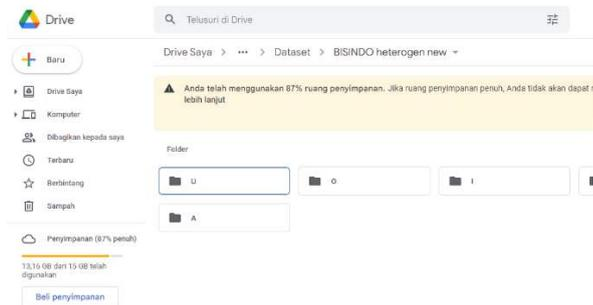 Drive
Telusuri di Drive
Baru
Drive Saya > ... > Dataset > BISINDO heterogen new
Drive Saya
Komputer
Dibagikan kepada saya
Terbaru
Berbintang
Sampah
Penyimpanan (87% penuh)
13,16 GB dari 15 GB telah
digunakan
Beli penyimpanan
Anda telah menggunakan 87% ruang penyimpanan. Jika ruang penyimpanan penuh, Anda tidak akan dapat
lebih lanjut
Folder
U
O
I
A